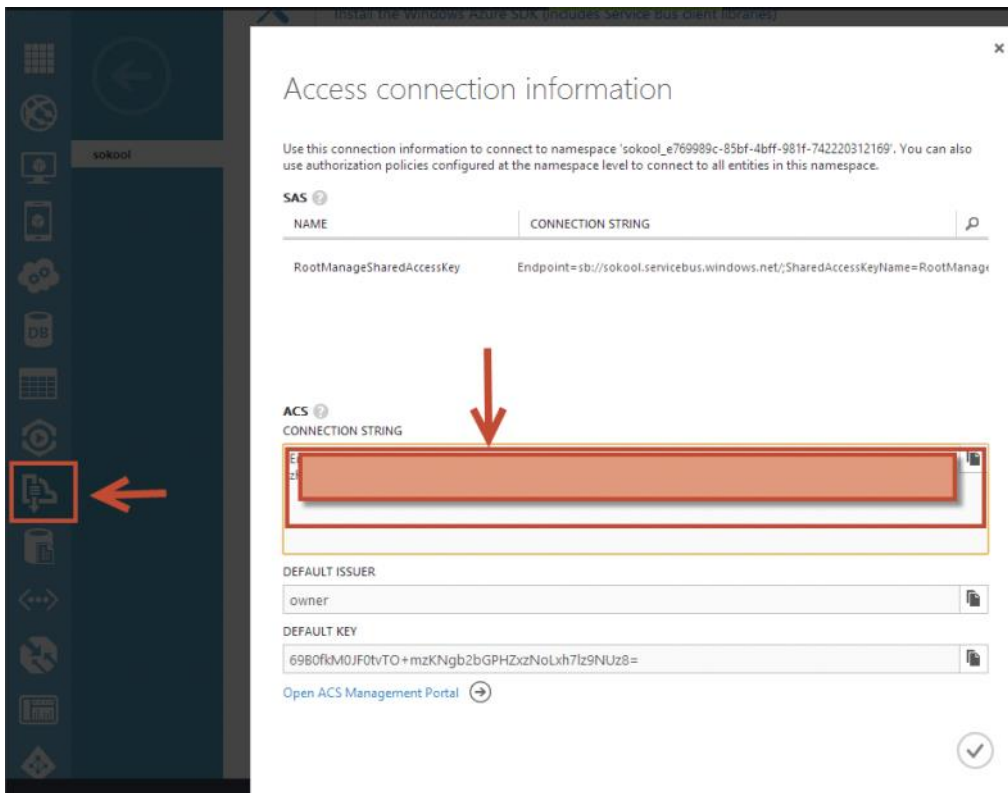 Install the Windows Azure SDK (includes Service Bus client libraries)
Access connection information
sokool
Use this connection information to connect to namespace 'sokool_e769989c-85bf-4bff-981f-742220312169'. You can also
use authorization policies configured at the namespace level to connect to all entities in this namespace.
SAS ?
NAME CONNECTION STRING
RootManageSharedAccessKey Endpoint=sb://sokool.servicebus.windows.net/;SharedAccessKeyName=RootManage
DB
ACS ?
CONNECTION STRING
DEFAULT ISSUER
owner
DEFAULT KEY
69B0fkM0JF0tvTO+mzKNgb2bGPHZxzNoLxh7lz9NUz8=
Open ACS Management Portal